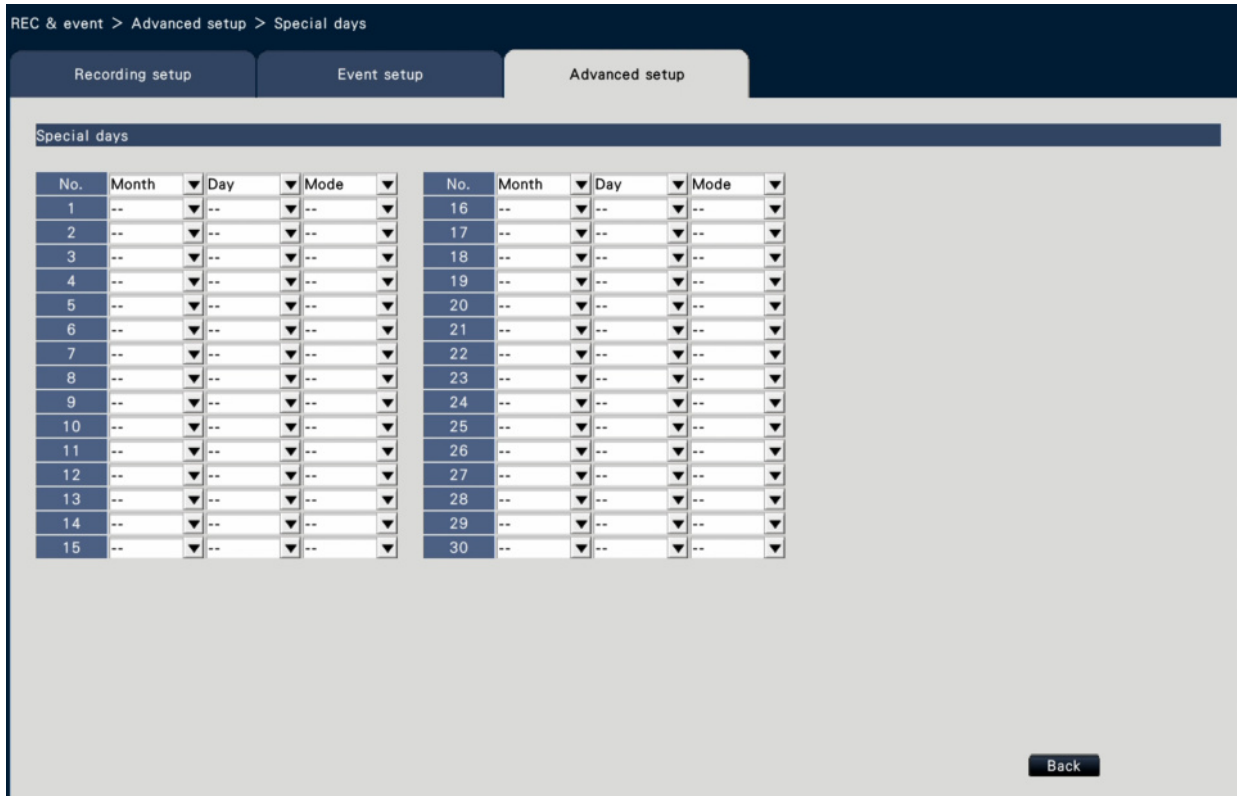 REC & event > Advanced setup > Special days
Recording setup Event setup Advanced setup
Special days
No. Month ▼ Day ▼ Mode ▼ No. Month ▼ Day ▼ Mode ▼
1 -- ▼ -- ▼ -- ▼ 16 -- ▼ -- ▼ -- ▼
2 -- ▼ -- ▼ -- ▼ 17 -- ▼ -- ▼ -- ▼
3 -- ▼ -- ▼ -- ▼ 18 -- ▼ -- ▼ -- ▼
4 -- ▼ -- ▼ -- ▼ 19 -- ▼ -- ▼ -- ▼
5 -- ▼ -- ▼ -- ▼ 20 -- ▼ -- ▼ -- ▼
6 -- ▼ -- ▼ -- ▼ 21 -- ▼ -- ▼ -- ▼
7 -- ▼ -- ▼ -- ▼ 22 -- ▼ -- ▼ -- ▼
8 -- ▼ -- ▼ -- ▼ 23 -- ▼ -- ▼ -- ▼
9 -- ▼ -- ▼ -- ▼ 24 -- ▼ -- ▼ -- ▼
10 -- ▼ -- ▼ -- ▼ 25 -- ▼ -- ▼ -- ▼
11 -- ▼ -- ▼ -- ▼ 26 -- ▼ -- ▼ -- ▼
12 -- ▼ -- ▼ -- ▼ 27 -- ▼ -- ▼ -- ▼
13 -- ▼ -- ▼ -- ▼ 28 -- ▼ -- ▼ -- ▼
14 -- ▼ -- ▼ -- ▼ 29 -- ▼ -- ▼ -- ▼
15 -- ▼ -- ▼ -- ▼ 30 -- ▼ -- ▼ -- ▼
Back